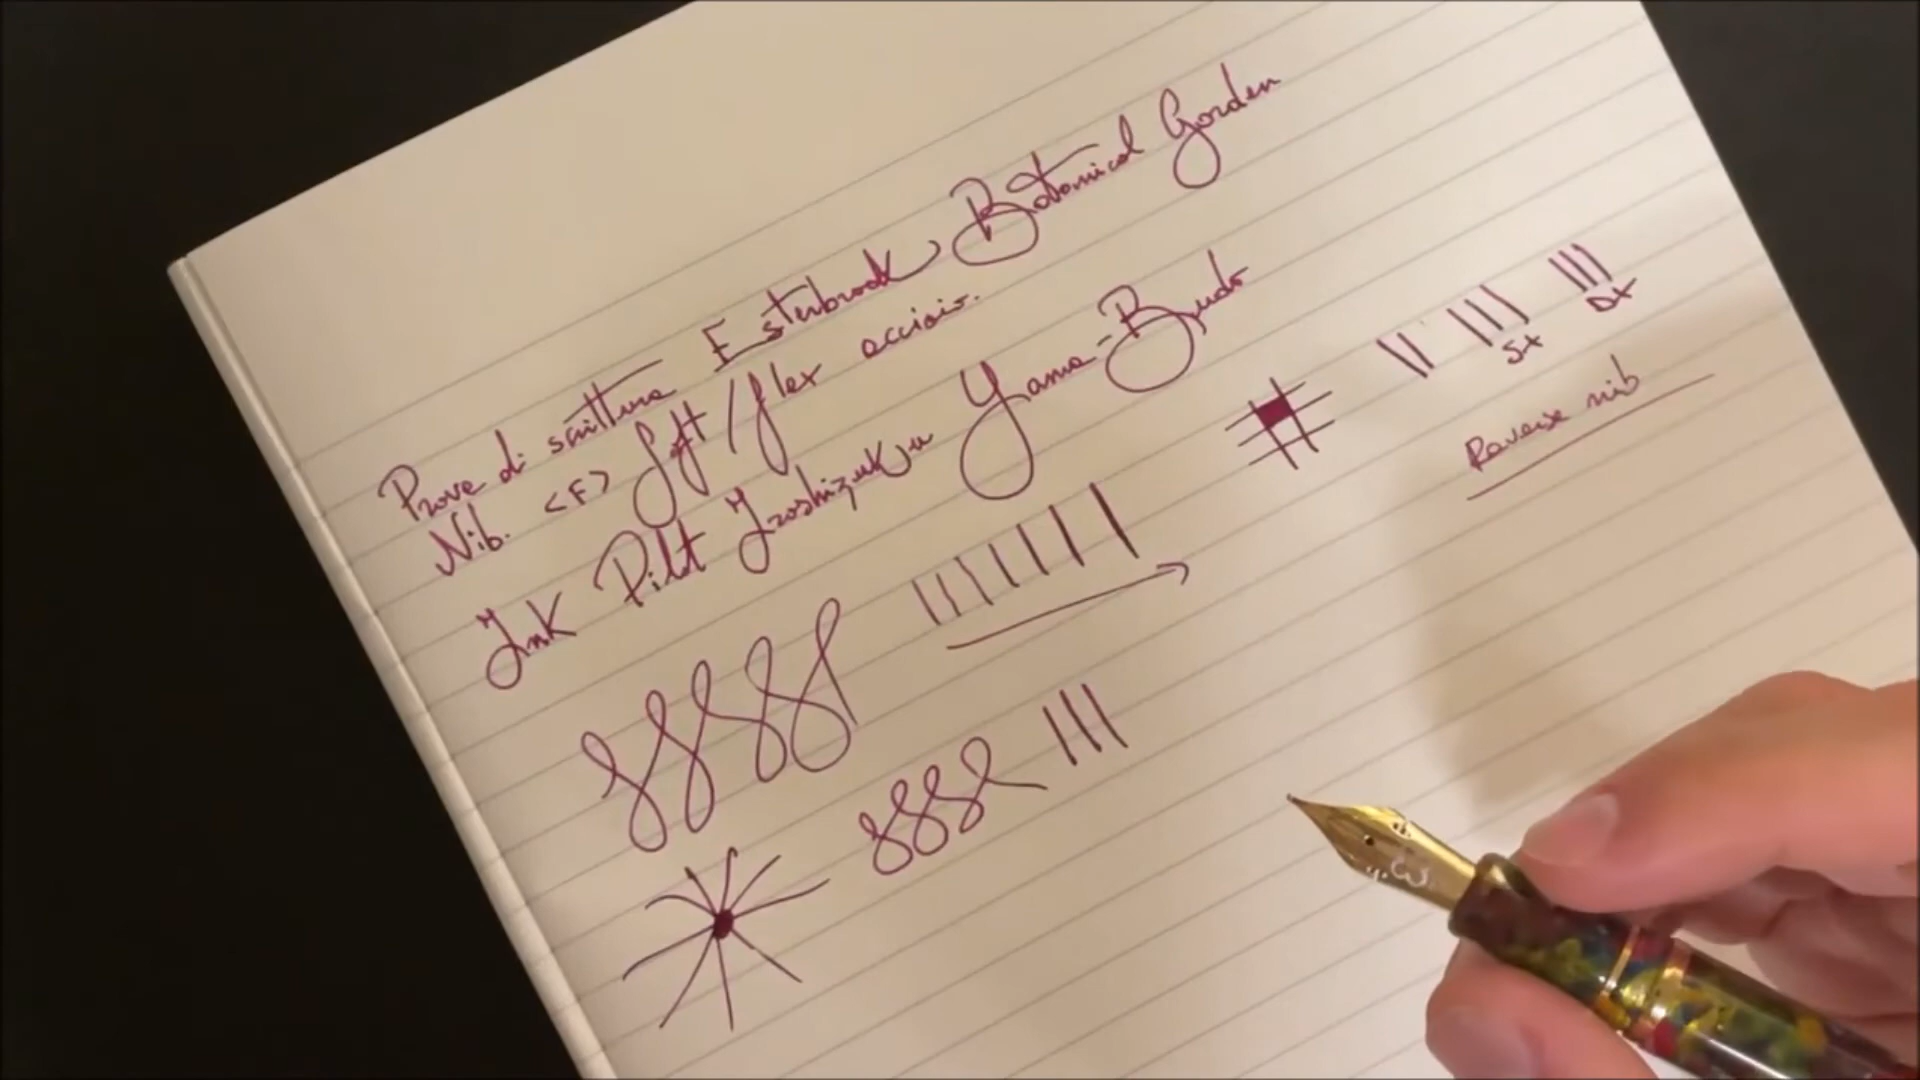 Prove di scrittura Esterbrook Botanical Garden
Nib. <F> Soft/flex acciaio.
Ink Pilot Iroshizuku Yama-Budo
Sx
Dx
Reverse nib